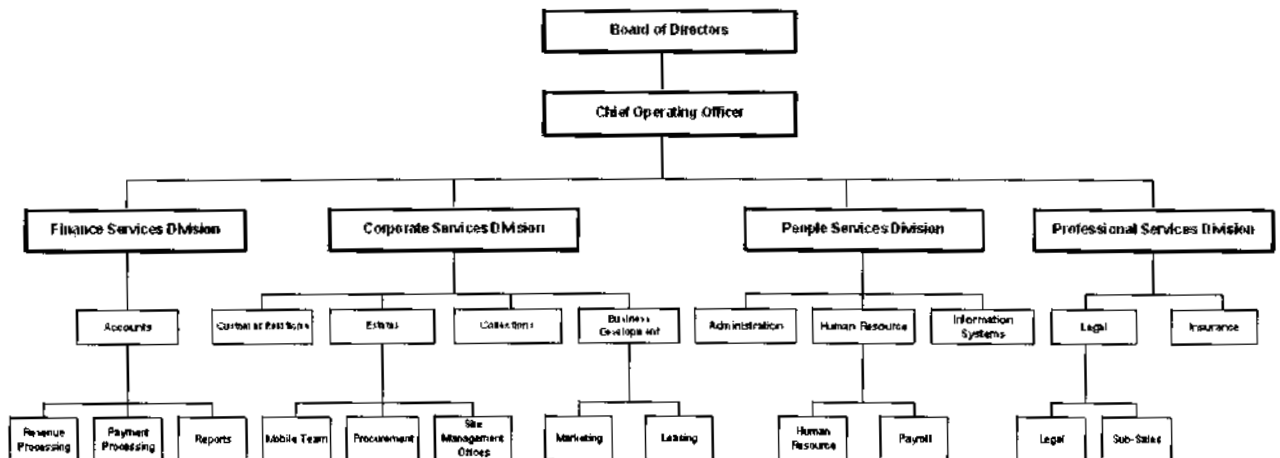 Board of Directors
Chief Operating Officer
Finance Services Division
Corporate Services Division
People Services Division
Professional Services Division
Accounts
Customer Relations
Estates
Collections
Business
Development
Administration
Human Resource
Information
Systems
Legal
Insurance
Revenue
Processing
Payment
Processing
Reports
Mobile Team
Procurement
Site
Management
Offices
Marketing
Leasing
Human
Resource
Payroll
Legal
Sub-Sales